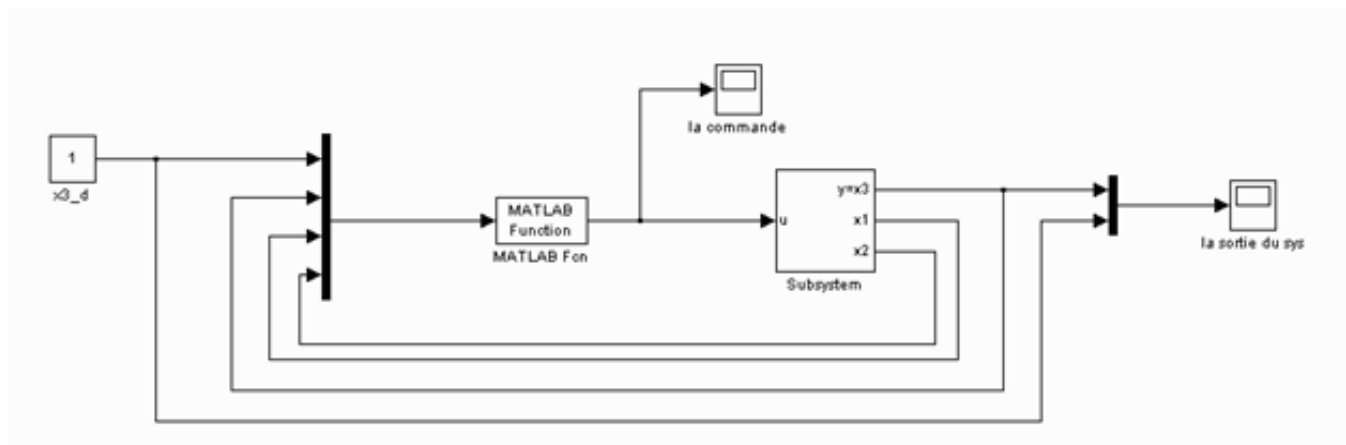 la commande
1
x3_d
MATLAB
Function
MATLAB Fcn
u
y=x3
x1
x2
Subsystem
la sortie du sys